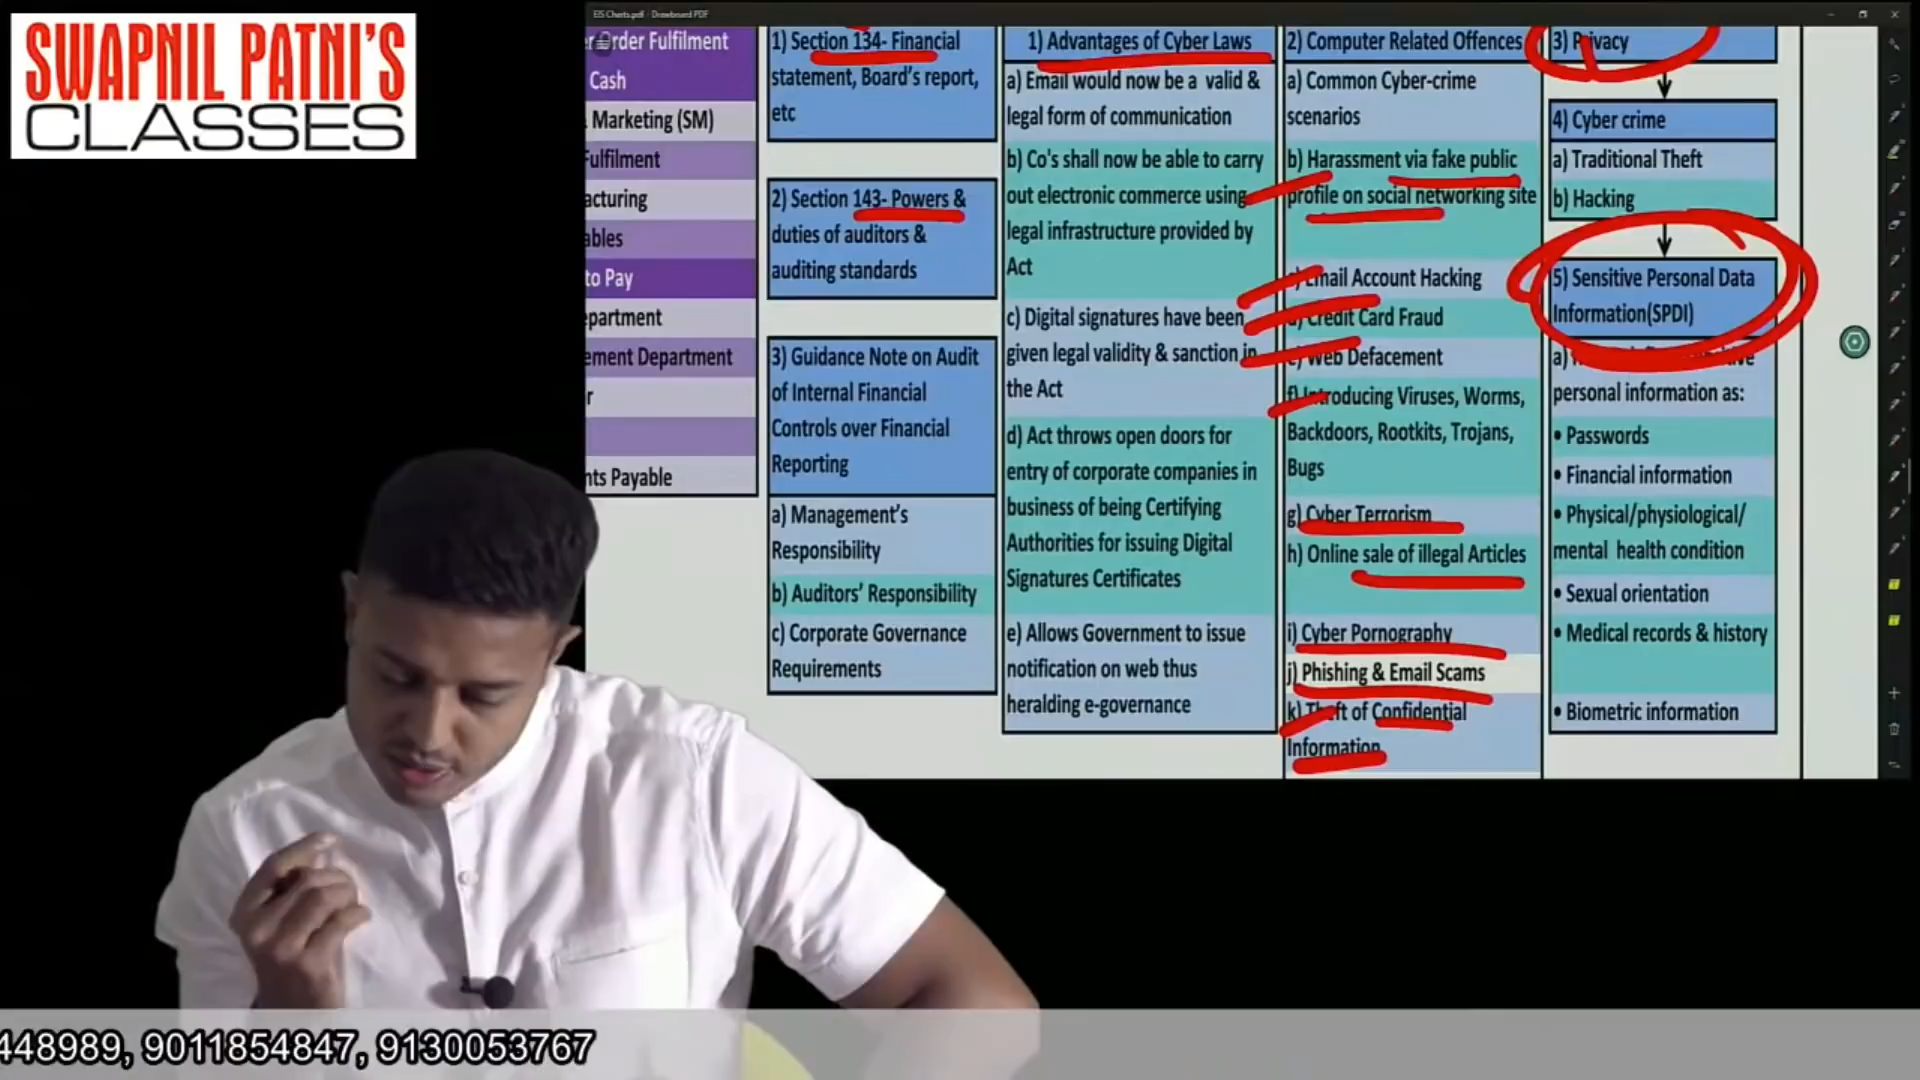 SWAPNIL PATNI'S
CLASSES
EIS Charts.pdf - Drawboard PDF
Order Fulfilment
Cash
Marketing (SM)
Fulfilment
to Pay
Payable
1) Section 134- Financial
statement, Board's report,
etc
2) Section 143- Powers &
duties of auditors &
auditing standards
3) Guidance Note on Audit
of Internal Financial
Controls over Financial
Reporting
a) Management's
Responsibility
b) Auditors' Responsibility
c) Corporate Governance
Requirements
1) Advantages of Cyber Laws
a) Email would now be a valid &
legal form of communication
b) Co's shall now be able to carry
out electronic commerce using
legal infrastructure provided by
Act
c) Digital signatures have been
given legal validity & sanction in
the Act
d) Act throws open doors for
entry of corporate companies in
business of being Certifying
Authorities for issuing Digital
Signatures Certificates
e) Allows Government to issue
notification on web thus
heralding e-governance
2) Computer Related Offences
a) Common Cyber-crime
scenarios
b) Harassment via fake public
profile on social networking site
Email Account Hacking
Credit Card Fraud
Web Defacement
f) Introducing Viruses, Worms,
Backdoors, Rootkits, Trojans,
Bugs
g) Cyber Terrorism
h) Online sale of illegal Articles
i) Cyber Pornography
j) Phishing & Email Scams
k) Theft of Confidential
Information
3) Privacy
4) Cyber crime
a) Traditional Theft
b) Hacking
5) Sensitive Personal Data
Information(SPDI)
a)
personal information as:
• Passwords
• Financial information
• Physical/physiological/
mental health condition
• Sexual orientation
• Medical records & history
• Biometric information
448989, 9011854847, 9130053767